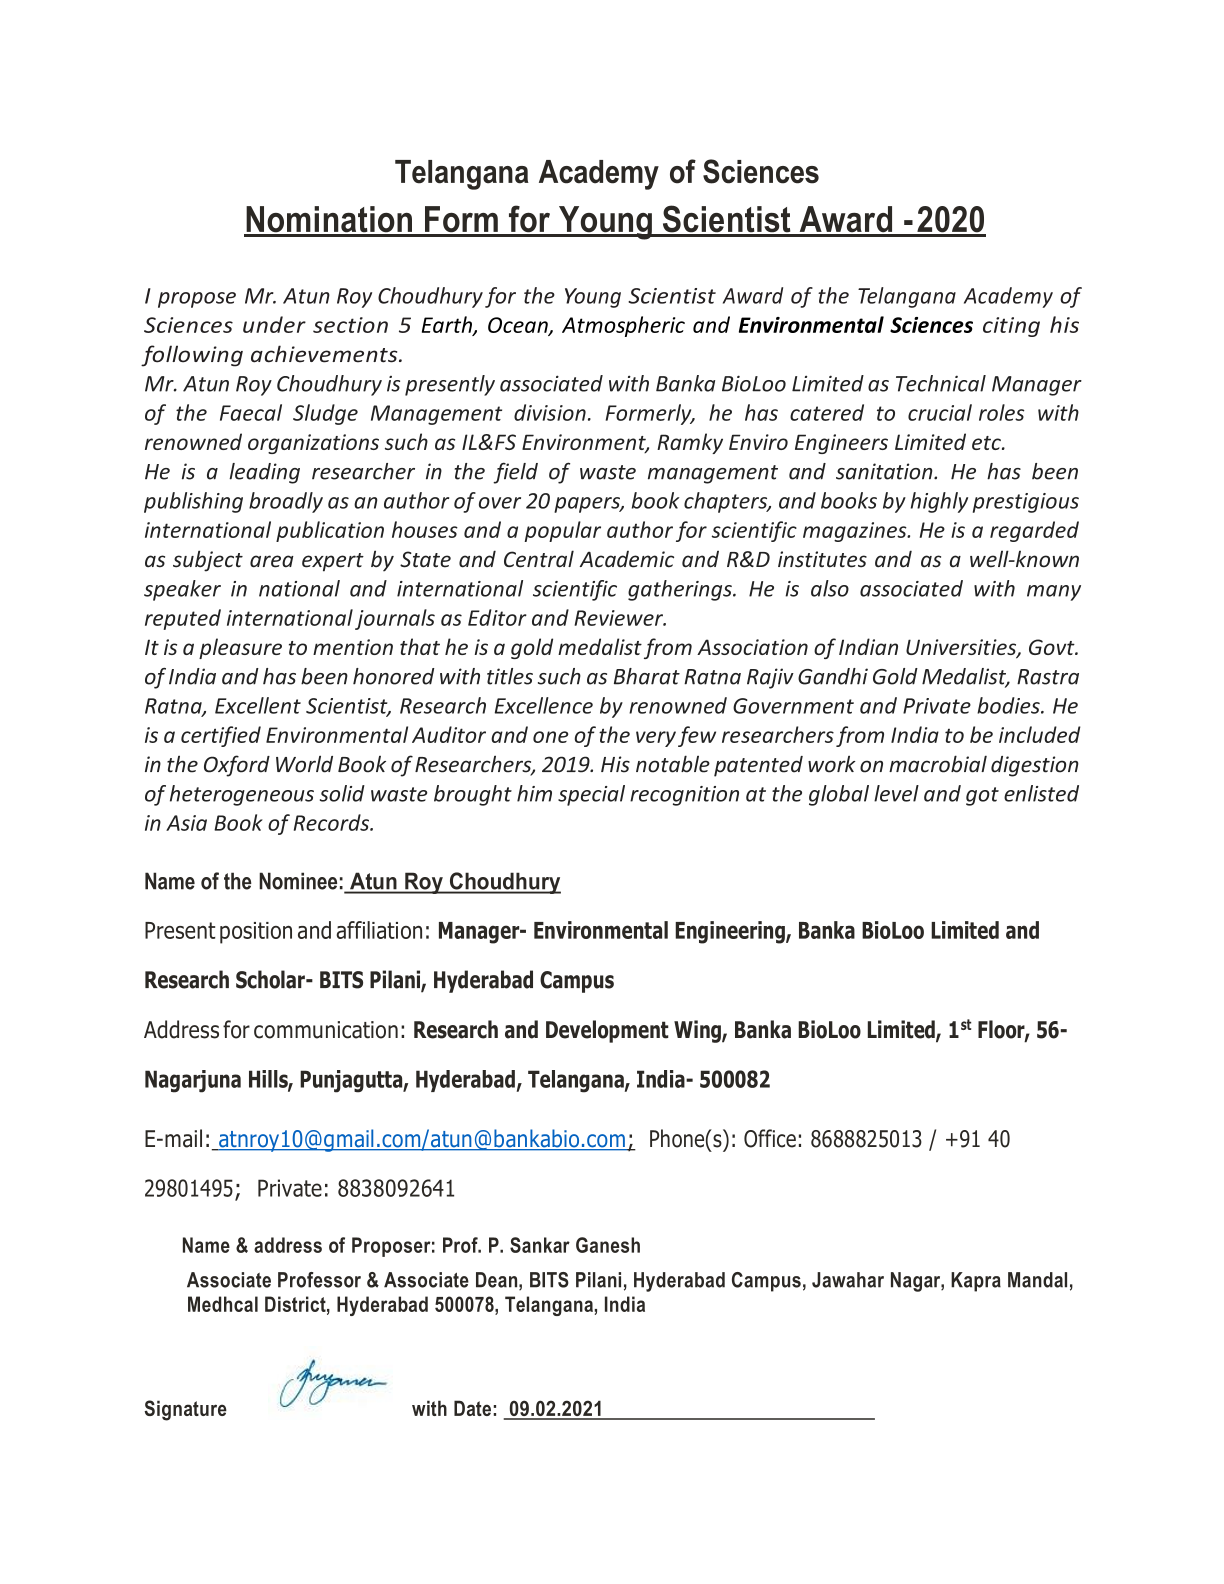 Telangana Academy of Sciences
Nomination Form for Young Scientist Award -2020
I propose Mr. Atun Roy Choudhury for the Young Scientist Award of the Telangana Academy of
Sciences under section 5 Earth, Ocean, Atmospheric and Environmental Sciences citing his
following achievements.
Mr. Atun Roy Choudhury is presently associated with Banka BioLoo Limited as Technical Manager
of the Faecal Sludge Management division. Formerly, he has catered to crucial roles with
renowned organizations such as IL&FS Environment, Ramky Enviro Engineers Limited etc.
He is a leading researcher in the field of waste management and sanitation. He has been
publishing broadly as an author of over 20 papers, book chapters, and books by highly prestigious
international publication houses and a popular author for scientific magazines. He is a regarded
as subject area expert by State and Central Academic and R&D institutes and as a well-known
speaker in national and international scientific gatherings. He is also associated with many
reputed international journals as Editor and Reviewer.
It is a pleasure to mention that he is a gold medalist from Association of Indian Universities, Govt.
of India and has been honored with titles such as Bharat Ratna Rajiv Gandhi Gold Medalist, Rastra
Ratna, Excellent Scientist, Research Excellence by renowned Government and Private bodies. He
is a certified Environmental Auditor and one of the very few researchers from India to be included
in the Oxford World Book of Researchers, 2019. His notable patented work on macrobial digestion
of heterogeneous solid waste brought him special recognition at the global level and got enlisted
in Asia Book of Records.
Name of the Nominee: Atun Roy Choudhury
Present position and affiliation: Manager- Environmental Engineering, Banka BioLoo Limited and
Research Scholar- BITS Pilani, Hyderabad Campus
Address for communication: Research and Development Wing, Banka BioLoo Limited, 1st Floor, 56-
Nagarjuna Hills, Punjagutta, Hyderabad, Telangana, India- 500082
E-mail: atnroy10@gmail.com/atun@bankabio.com; Phone(s): Office: 8688825013 / +91 40
29801495; Private: 8838092641
Name & address of Proposer: Prof. P. Sankar Ganesh
Associate Professor & Associate Dean, BITS Pilani, Hyderabad Campus, Jawahar Nagar, Kapra Mandal,
Medhcal District, Hyderabad 500078, Telangana, India
Signature with Date: 09.02.2021